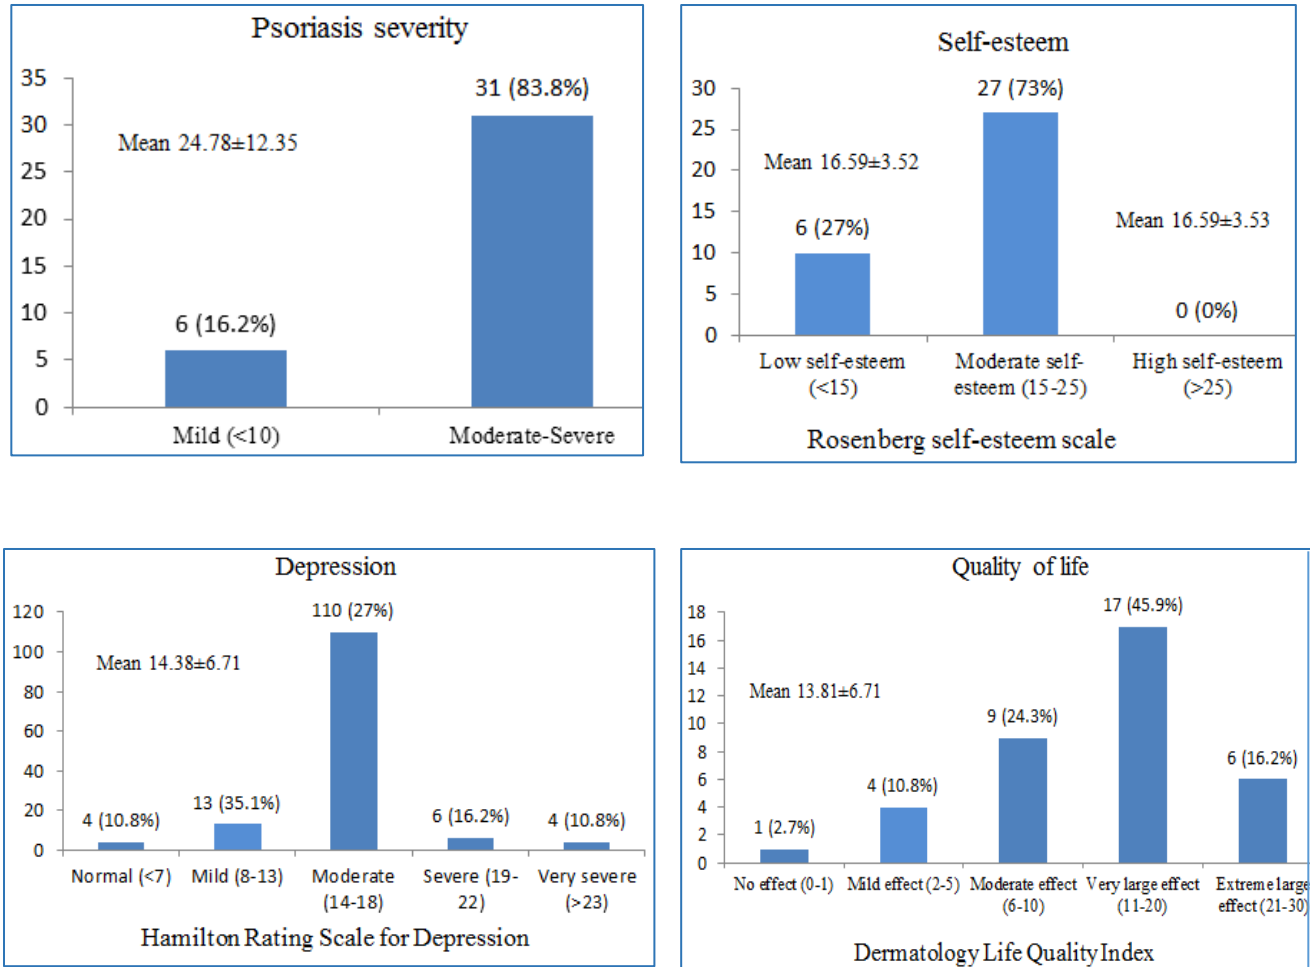 Psoriasis severity
35
30
25
20
15
10
5
0
31 (83.8%)
Mean 24.78±12.35
6 (16.2%)
Mild (<10)
Moderate-Severe
Self-esteem
30
25
20
15
10
5
0
27 (73%)
Mean 16.59±3.52
6 (27%)
Mean 16.59±3.53
0 (0%)
Low self-esteem
(<15)
Moderate self-
esteem (15-25)
High self-esteem
(>25)
Rosenberg self-esteem scale
Depression
120
100
80
60
40
20
0
110 (27%)
Mean 14.38±6.71
4 (10.8%)
13 (35.1%)
6 (16.2%)
4 (10.8%)
Normal (<7)
Mild (8-13)
Moderate
(14-18)
Severe (19-
22)
Very severe
(>23)
Hamilton Rating Scale for Depression
Quality of life
18
16
14
12
10
8
6
4
2
0
17 (45.9%)
Mean 13.81±6.71
9 (24.3%)
6 (16.2%)
4 (10.8%)
1 (2.7%)
No effect (0-1)
Mild effect (2-5)
Moderate effect
(6-10)
Very large effect
(11-20)
Extreme large
effect (21-30)
Dermatology Life Quality Index